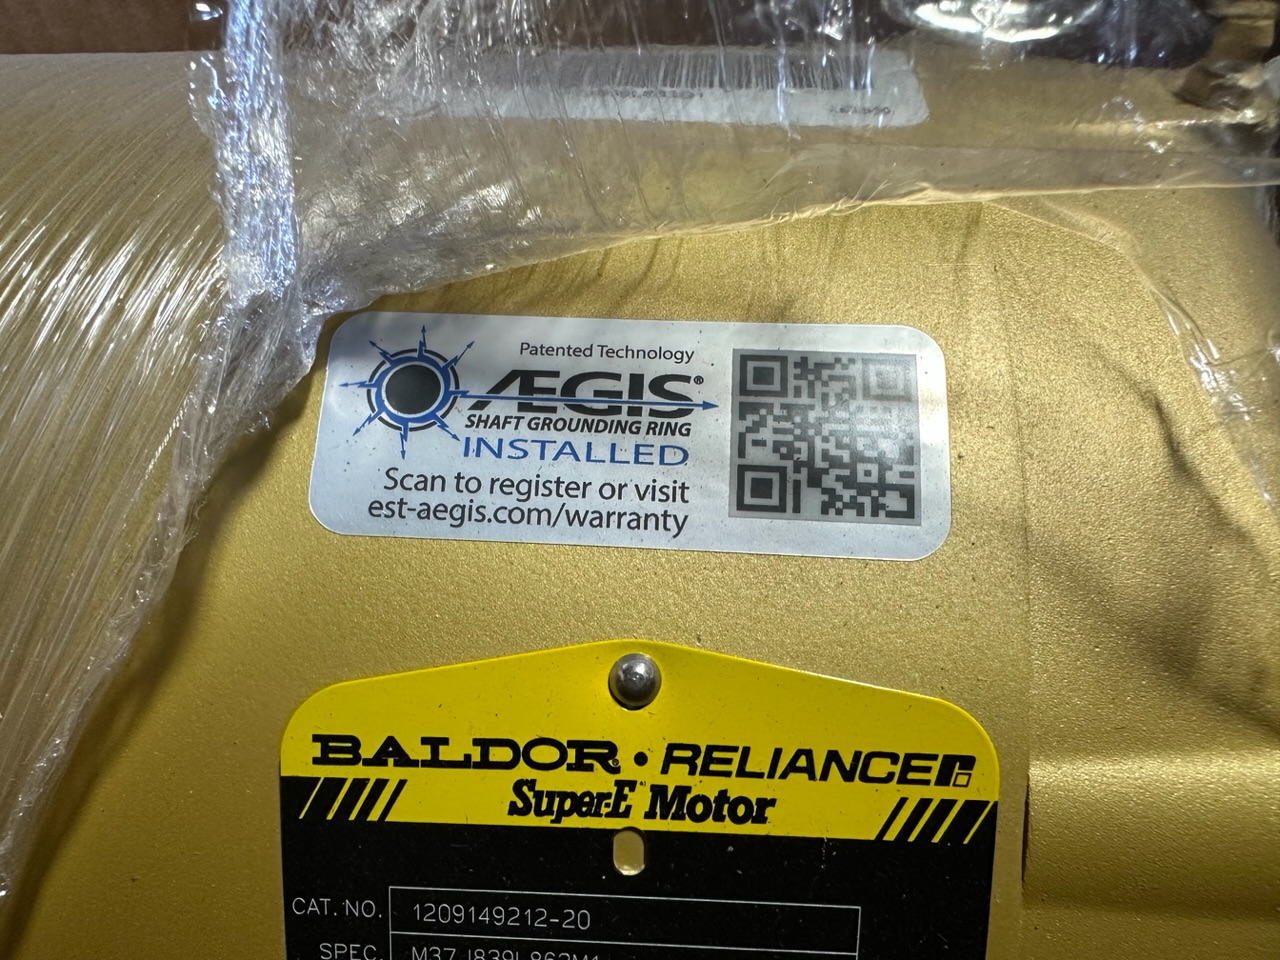 Patented Technology
ÆGIS®
SHAFT GROUNDING RING
INSTALLED
Scan to register or visit
est-aegis.com/warranty
BALDOR • RELIANCE
Super-E Motor
CAT. NO. 1209149212-20
SPEC.